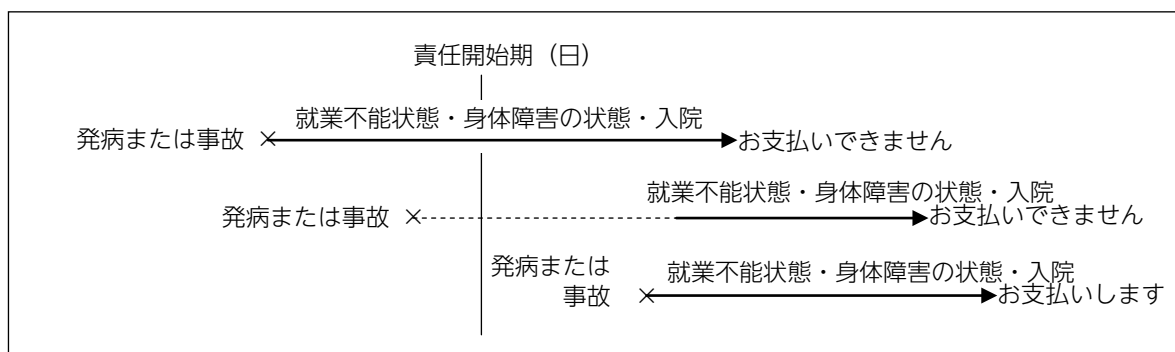 責任開始期（日）
就業不能状態・身体障害の状態・入院
発病または事故 ×
お支払いできません
就業不能状態・身体障害の状態・入院
発病または事故 ×
お支払いできません
発病または
事故 ×
就業不能状態・身体障害の状態・入院
お支払いします